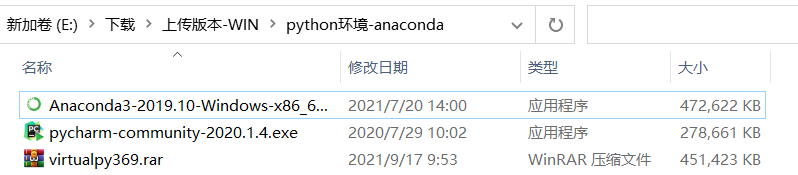 新加卷 (E:) > 下载 > 上传版本-WIN > python环境-anaconda
名称 修改日期 类型 大小
Anaconda3-2019.10-Windows-x86_6... 2021/7/20 14:00 应用程序 472,622 KB
pycharm-community-2020.1.4.exe 2020/7/29 10:02 应用程序 278,661 KB
virtualpy369.rar 2021/9/17 9:53 WinRAR 压缩文件 451,423 KB